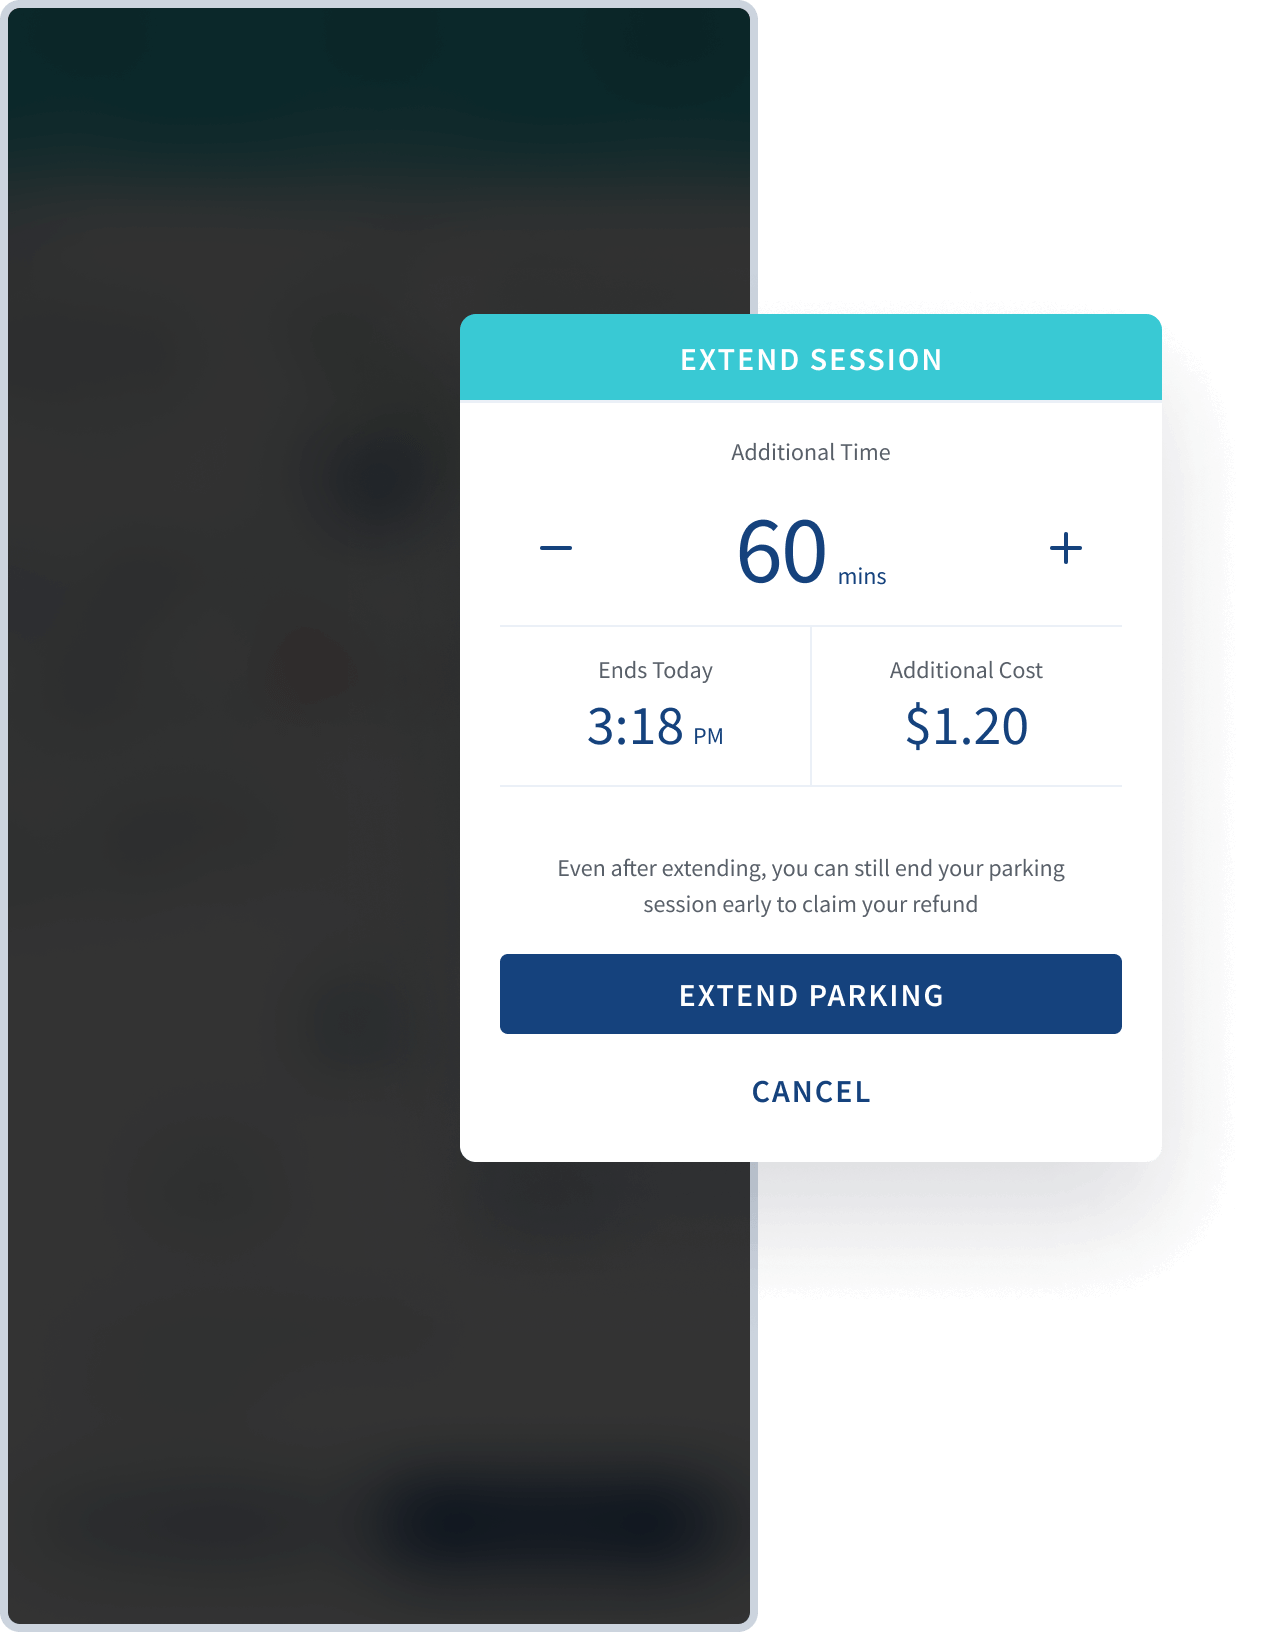 EXTEND SESSION
Additional Time
60 mins
Ends Today
3:18 PM
Additional Cost
$1.20
Even after extending, you can still end your parking
session early to claim your refund
EXTEND PARKING
CANCEL